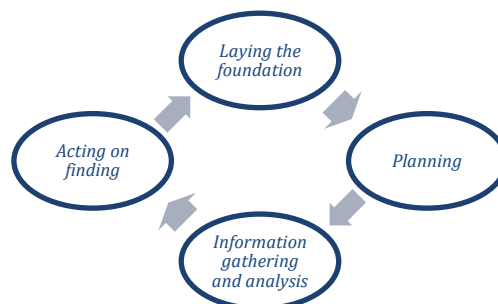 Laying the
foundation
Planning
Information
gathering
and analysis
Acting on
finding